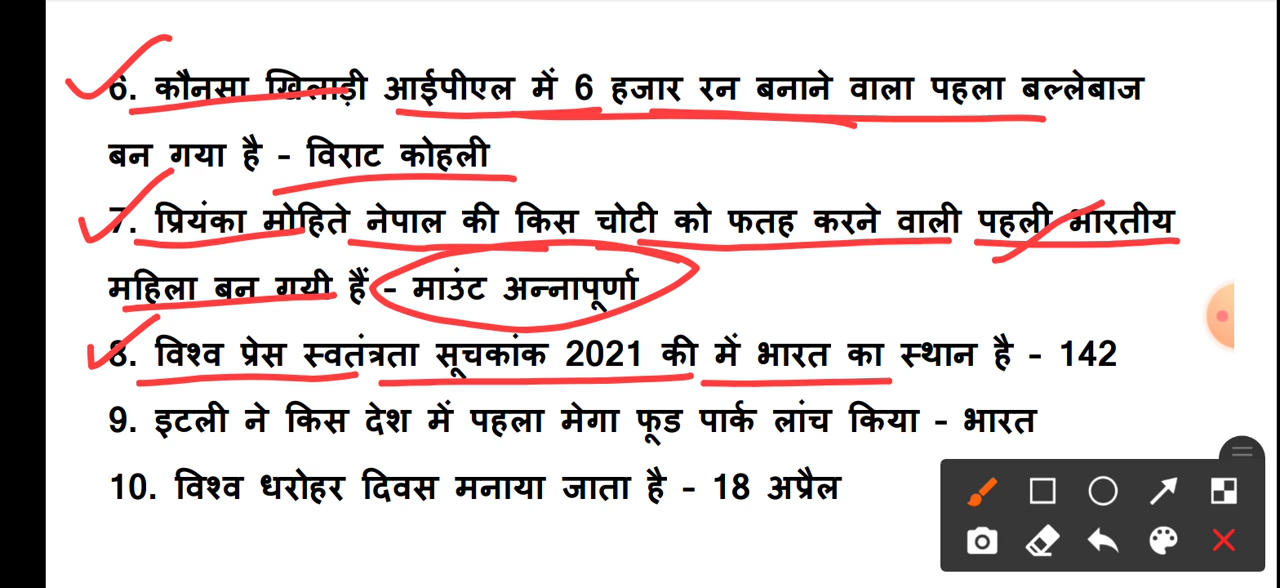 6. कौनसा खिलाड़ी आईपीएल में 6 हजार रन बनाने वाला पहला बल्लेबाज
बन गया है - विराट कोहली
7. प्रियंका मोहिते नेपाल की किस चोटी को फतह करने वाली पहली भारतीय
महिला बन गयी हैं - माउंट अन्नापूर्णा
8. विश्व प्रेस स्वतंत्रता सूचकांक 2021 की में भारत का स्थान है - 142
9. इटली ने किस देश में पहला मेगा फूड पार्क लांच किया - भारत
10. विश्व धरोहर दिवस मनाया जाता है - 18 अप्रैल